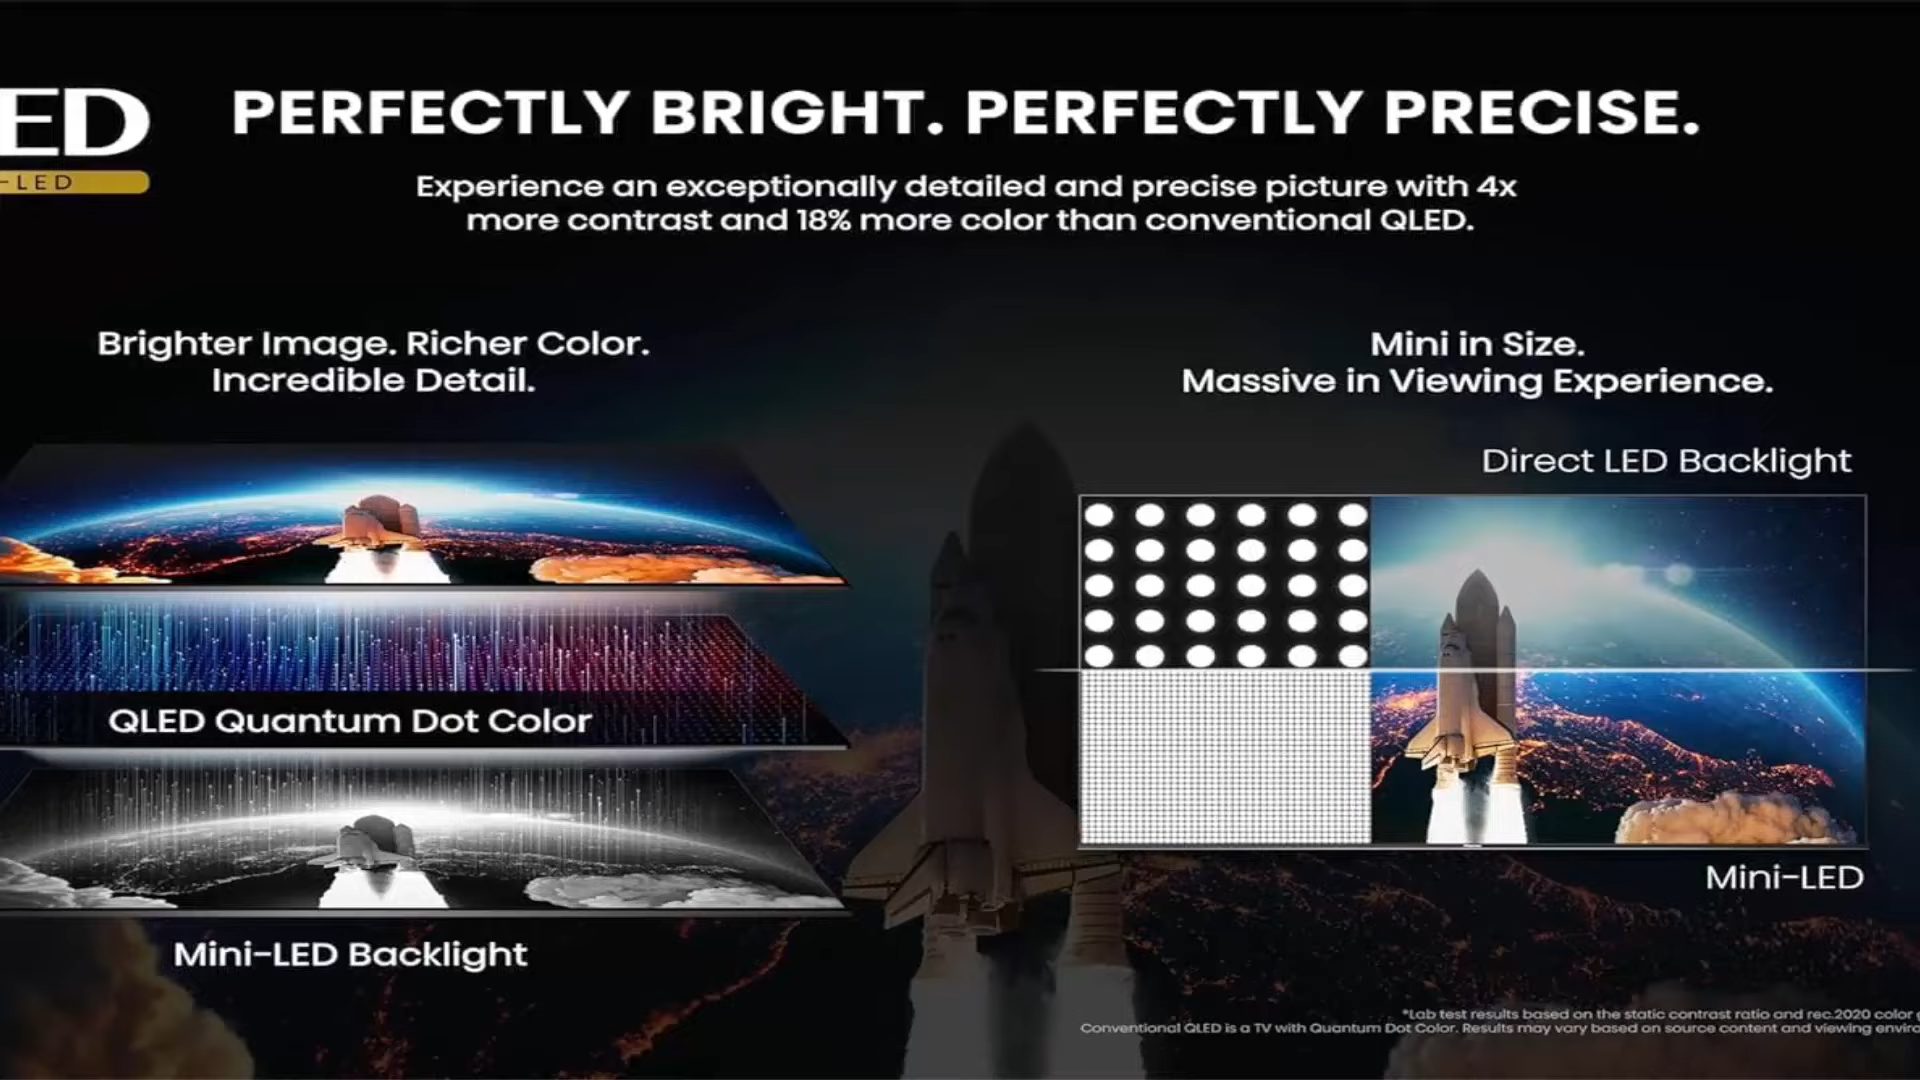 ED
-LED
PERFECTLY BRIGHT. PERFECTLY PRECISE.
Experience an exceptionally detailed and precise picture with 4x
more contrast and 18% more color than conventional QLED.
Brighter Image. Richer Color.
Incredible Detail.
QLED Quantum Dot Color
Mini-LED Backlight
Mini in Size.
Massive in Viewing Experience.
Direct LED Backlight
Mini-LED
*Lab test results based on the static contrast ratio and rec.2020 color
Conventional QLED is a TV with Quantum Dot Color. Results may vary based on source content and viewing enviro